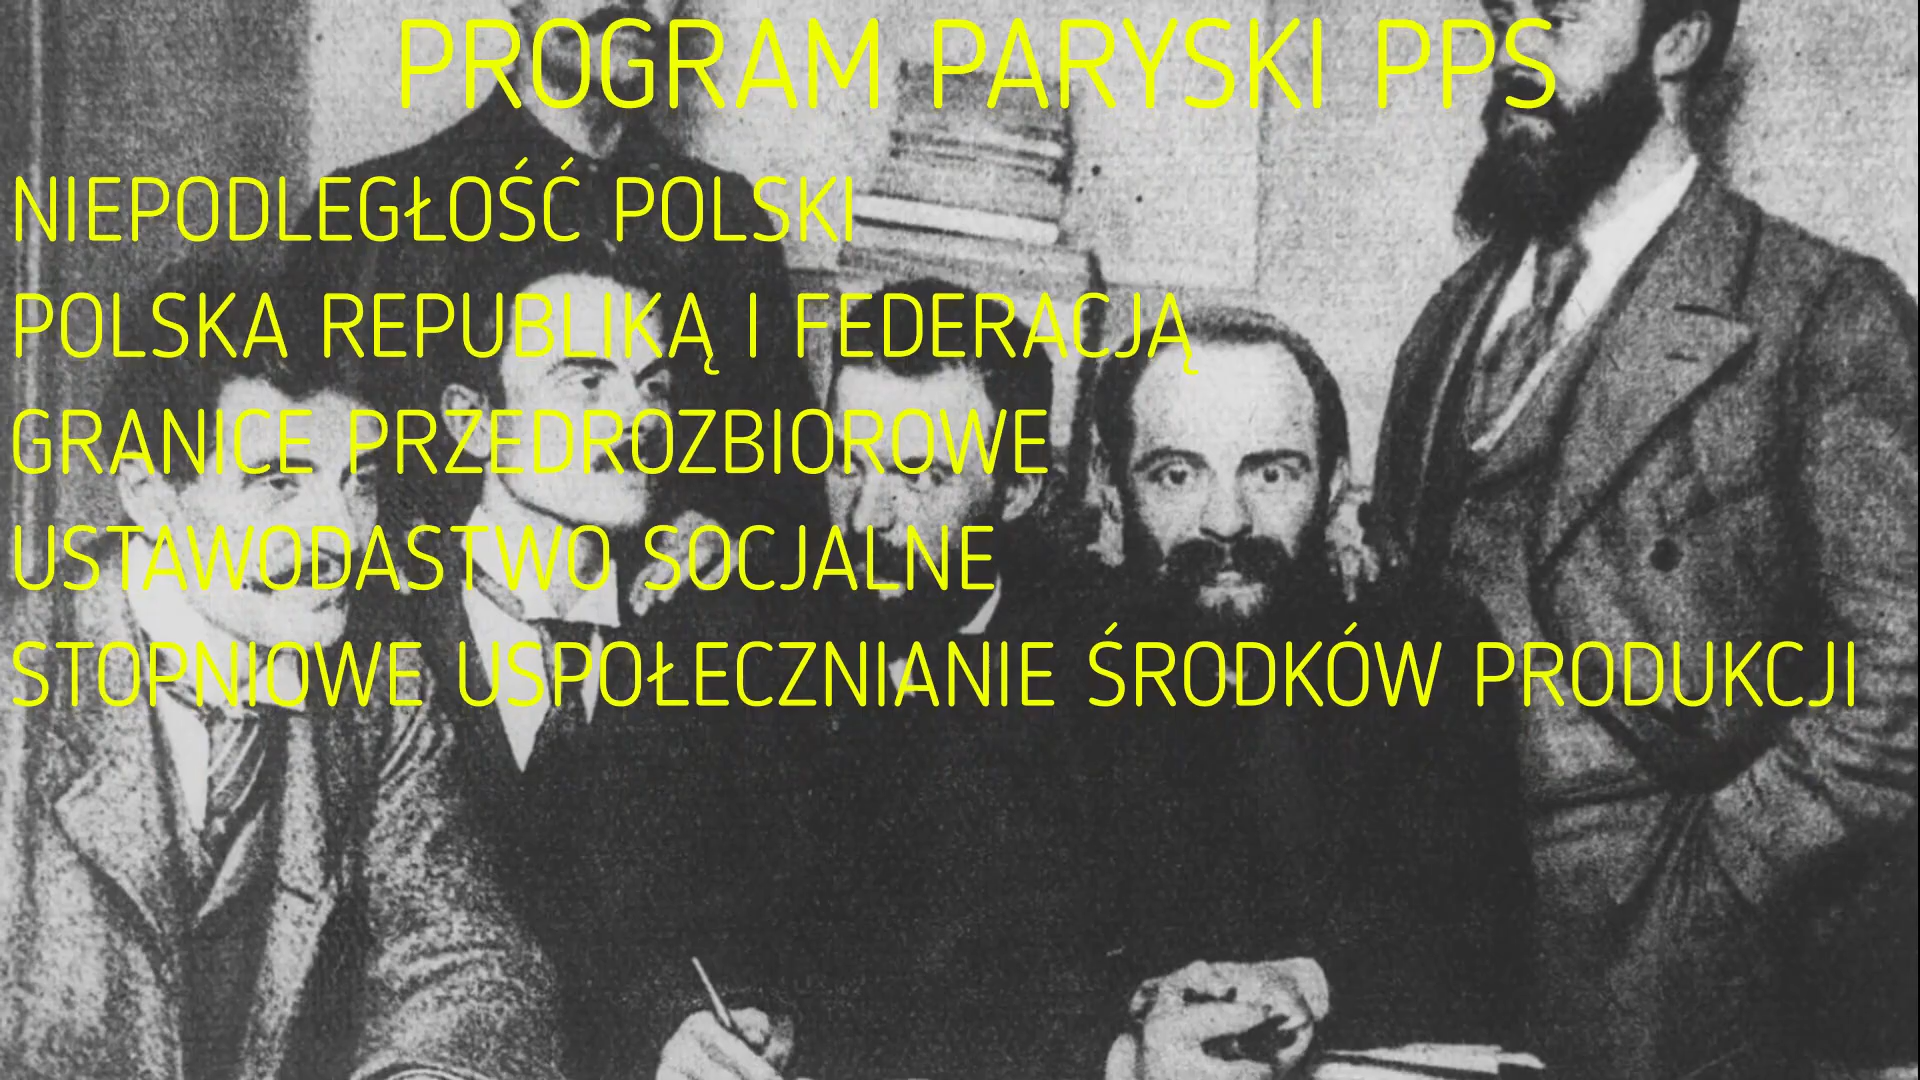 PROGRAM PARYSKI PPS
NIEPODLEGŁOŚĆ POLSKI
POLSKA REPUBLIKĄ I FEDERACJĄ
GRANICE PRZEDROZBIOROWE
USTAWODASTWO SOCJALNE
STOPNIOWE USPOŁECZNIANIE ŚRODKÓW PRODUKCJI